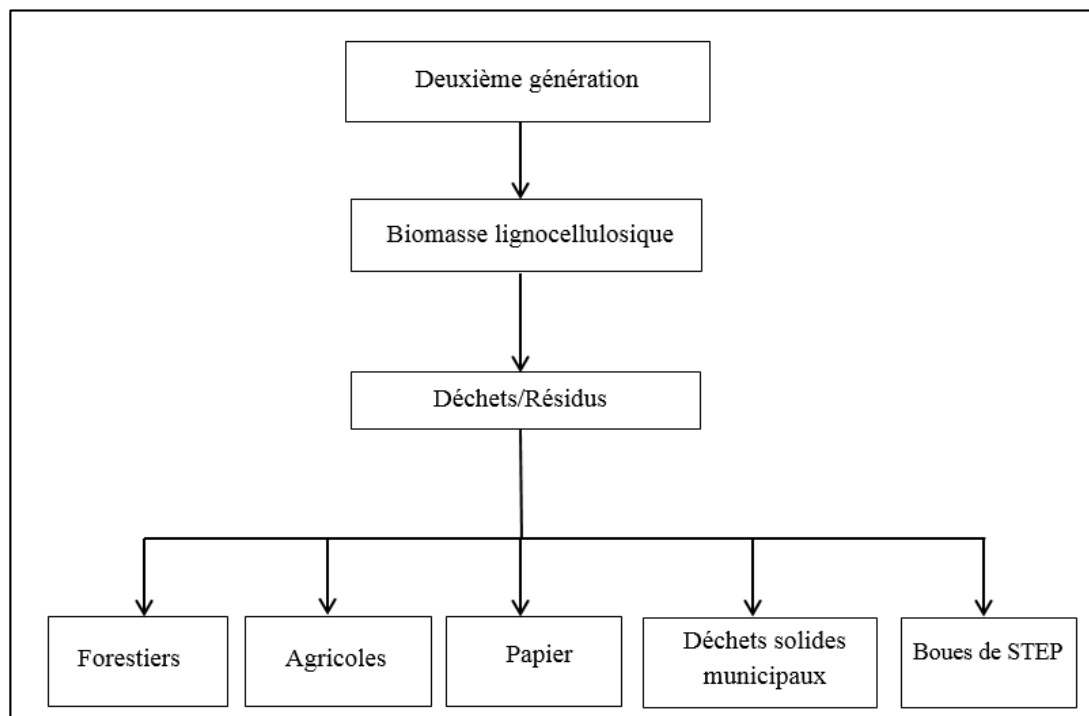 Deuxième génération
Biomasse lignocellulosique
Déchets/Résidus
Forestiers
Agricoles
Papier
Déchets solides
municipaux
Boues de STEP